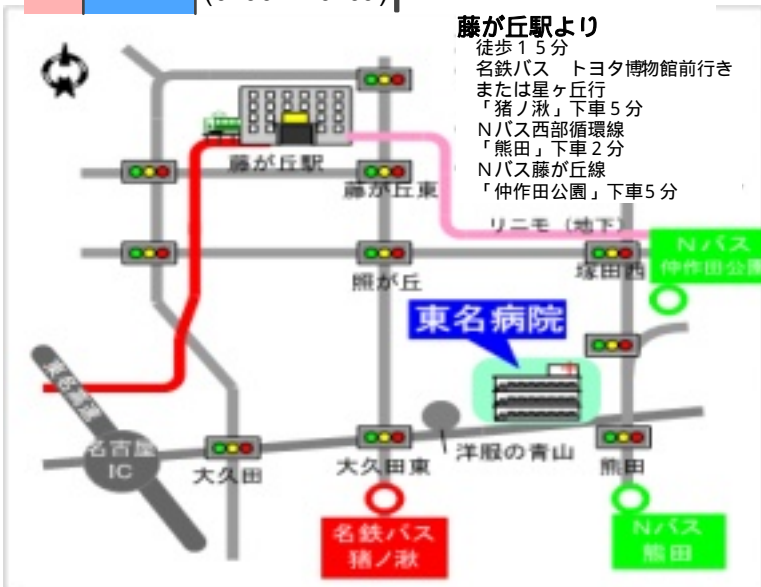 藤が丘駅より
徒歩15分
名鉄バス　トヨタ博物館前行き
または星ヶ丘行
「猪ノ湫」下車5分
Nバス西部循環線
「熊田」下車2分
Nバス藤が丘線
「仲作田公園」下車5分
藤が丘駅
藤が丘東
リニモ（地下）
Nバス
仲作田公園
照が丘
塚田西
東名病院
東名高速
名古屋
IC
大久田
大久田東
洋服の青山
熊田
名鉄バス
猪ノ湫
Nバス
熊田